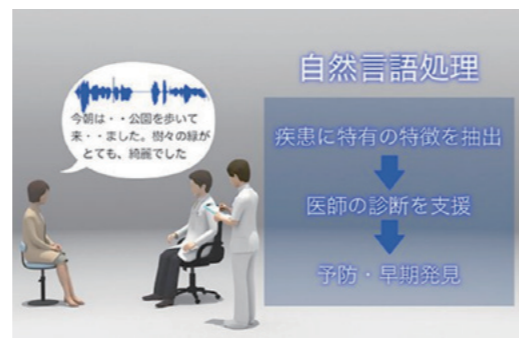 今朝は・・公園を歩いて
来・・ました。樹々の緑が
とても、綺麗でした
自然言語処理
疾患に特有の特徴を抽出
医師の診断を支援
予防・早期発見